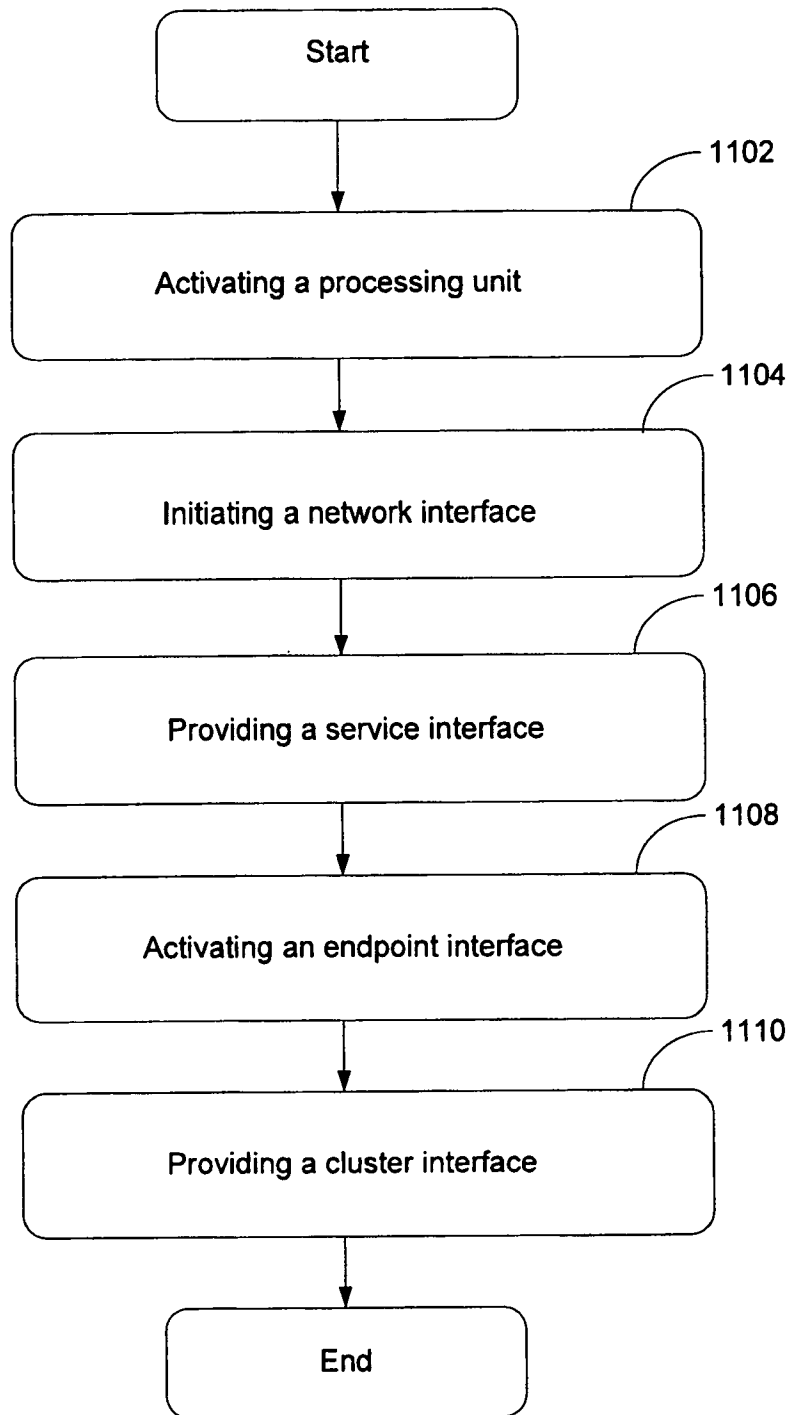 Start
1102
Activating a processing unit
1104
Initiating a network interface
1106
Providing a service interface
1108
Activating an endpoint interface
1110
Providing a cluster interface
End